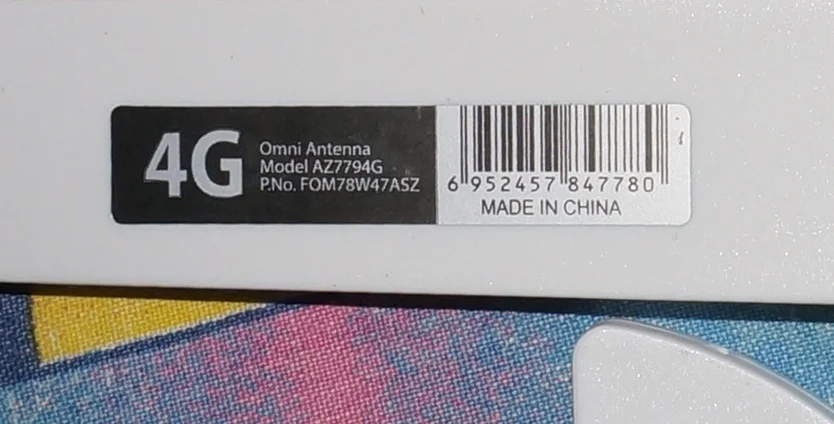 4G
Omni Antenna
Model AZ7794G
P.No. FOM78W47ASZ
6 952457 847780
MADE IN CHINA